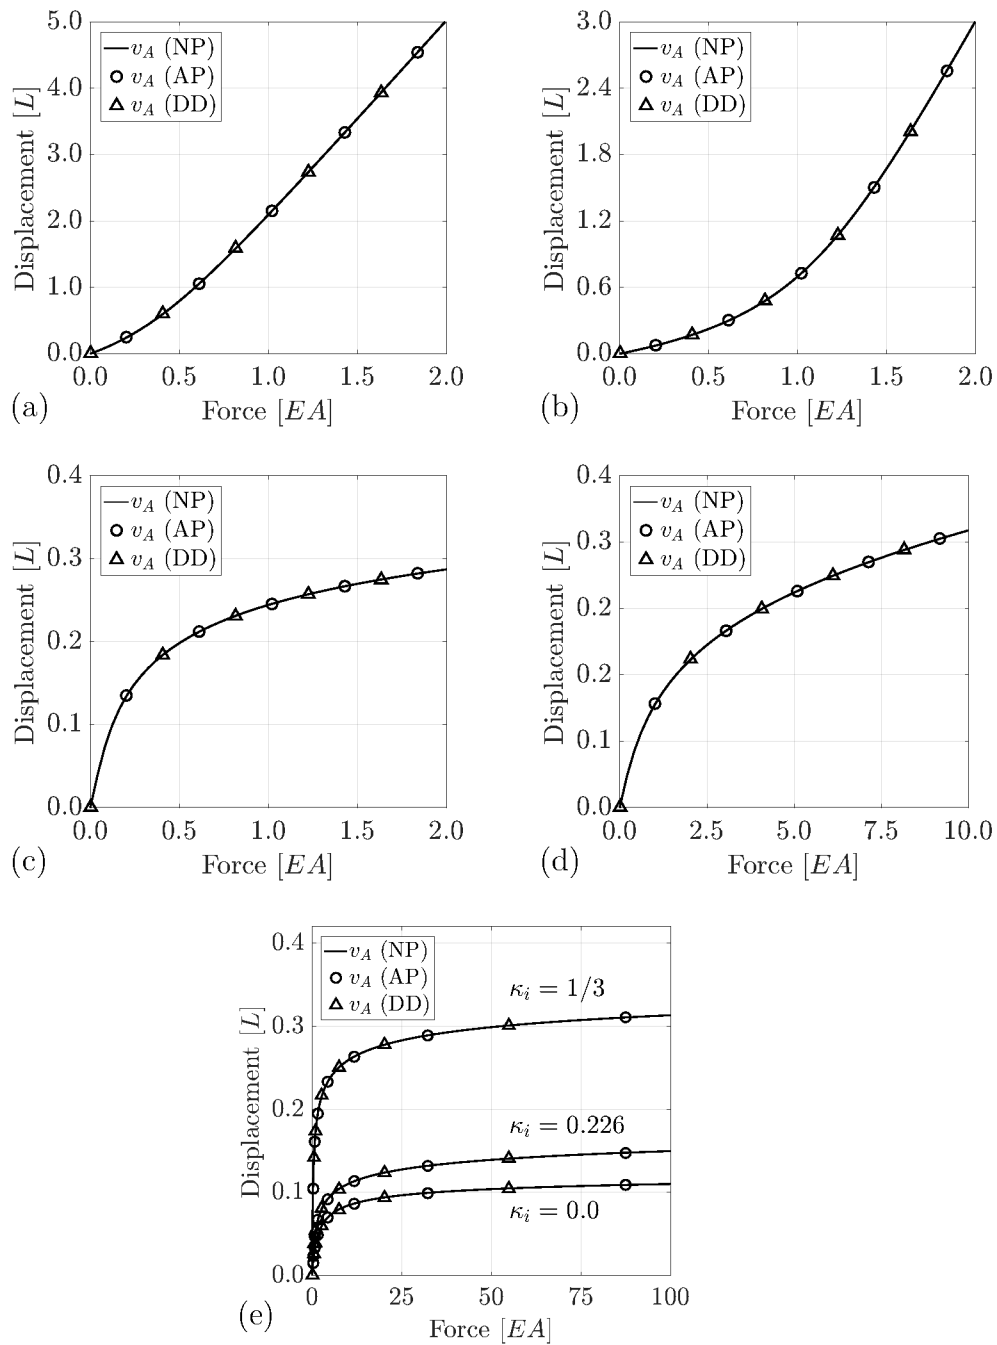 5.0
4.0
3.0
2.0
1.0
0.0
Displacement [L]
v_A (NP)
v_A (AP)
v_A (DD)
0.0 0.5 1.0 1.5 2.0
(a) Force [EA]
3.0
2.4
1.8
1.2
0.6
0.0
Displacement [L]
v_A (NP)
v_A (AP)
v_A (DD)
0.0 0.5 1.0 1.5 2.0
(b) Force [EA]
0.4
0.3
0.2
0.1
0.0
Displacement [L]
v_A (NP)
v_A (AP)
v_A (DD)
0.0 0.5 1.0 1.5 2.0
(c) Force [EA]
0.4
0.3
0.2
0.2
0.1
0.0
Displacement [L]
v_A (NP)
v_A (AP)
v_A (DD)
0.0 2.5 5.0 7.5 10.0
(d) Force [EA]
0.4
0.3
0.2
0.1
0.0
Displacement [L]
v_A (NP)
v_A (AP)
v_A (DD)
κ_i = 1/3
κ_i = 0.226
κ_i = 0.0
0 25 50 75 100
(e) Force [EA]